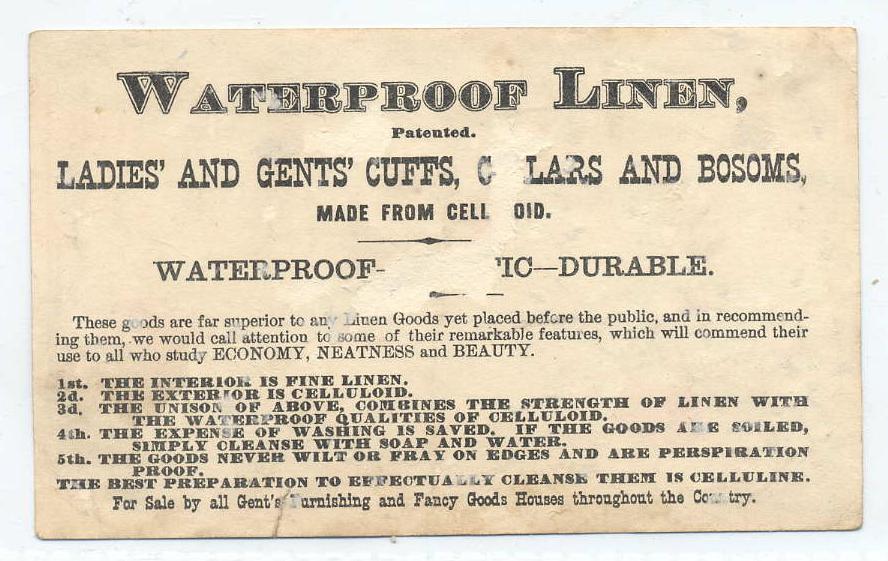 WATERPROOF LINEN,
Patented.
LADIES' AND GENTS' CUFFS, C LARS AND BOSOMS,
MADE FROM CELL OID.
WATERPROOF- IC—DURABLE.
These goods are far superior to any Linen Goods yet placed before the public, and in recommend-
ing them, we would call attention to some of their remarkable features, which will commend their
use to all who study ECONOMY, NEATNESS and BEAUTY.
1st. THE INTERIOR IS FINE LINEN.
2d. THE EXTERIOR IS CELLULOID.
3d. THE UNISON OF ABOVE, COMBINES THE STRENGTH OF LINEN WITH
THE WATERPROOF QUALITIES OF CELLULOID.
4th. THE EXPENSE OF WASHING IS SAVED. IF THE GOODS ARE SOILED,
SIMPLY CLEANSE WITH SOAP AND WATER.
5th. THE GOODS NEVER WILT OR FRAY ON EDGES AND ARE PERSPIRATION
PROOF.
THE BEST PREPARATION TO EFFECTUALLY CLEANSE THEM IS CELLULINE.
For Sale by all Gent's Furnishing and Fancy Goods Houses throughout the Country.